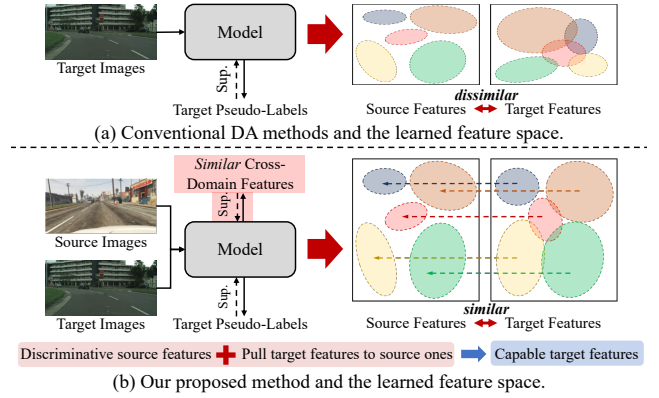 Target Images
Model
Sup.
Target Pseudo-Labels
dissimilar
Source Features
Target Features
(a) Conventional DA methods and the learned feature space.
Similar Cross-
Domain Features
Sup.
Source Images
Model
Target Images
Sup.
Target Pseudo-Labels
similar
Source Features
Target Features
Discriminative source features
Pull target features to source ones
Capable target features
(b) Our proposed method and the learned feature space.